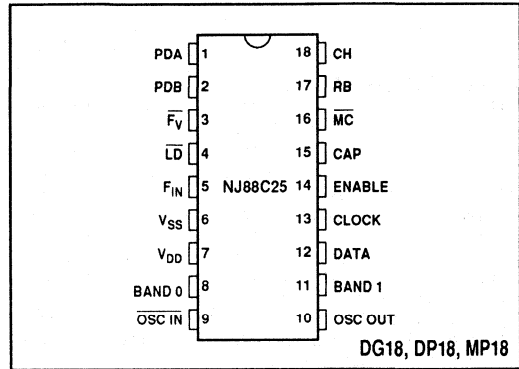 PDA 1 18 CH
PDB 2 17 RB
F̅V̅ 3 16 M̅C̅
L̅D̅ 4 15 CAP
FIN 5 NJ88C25 14 ENABLE
VSS 6 13 CLOCK
VDD 7 12 DATA
BAND 0 8 11 BAND 1
O̅S̅C̅ I̅N̅ 9 10 OSC OUT
DG18, DP18, MP18